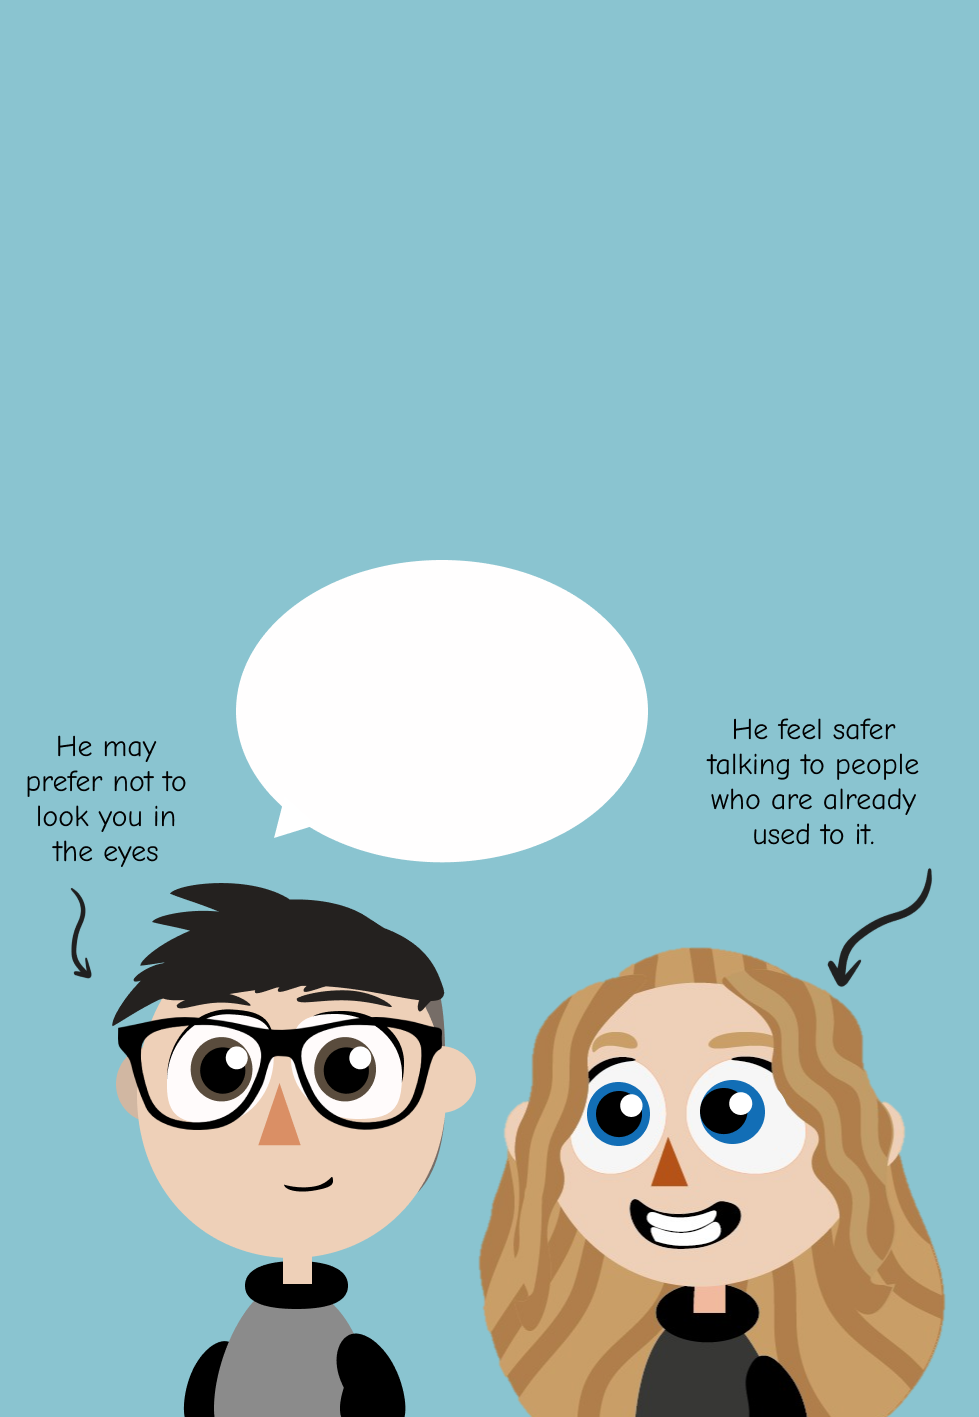 He may
prefer not to
look you in
the eyes
He feel safer
talking to people
who are already
used to it.